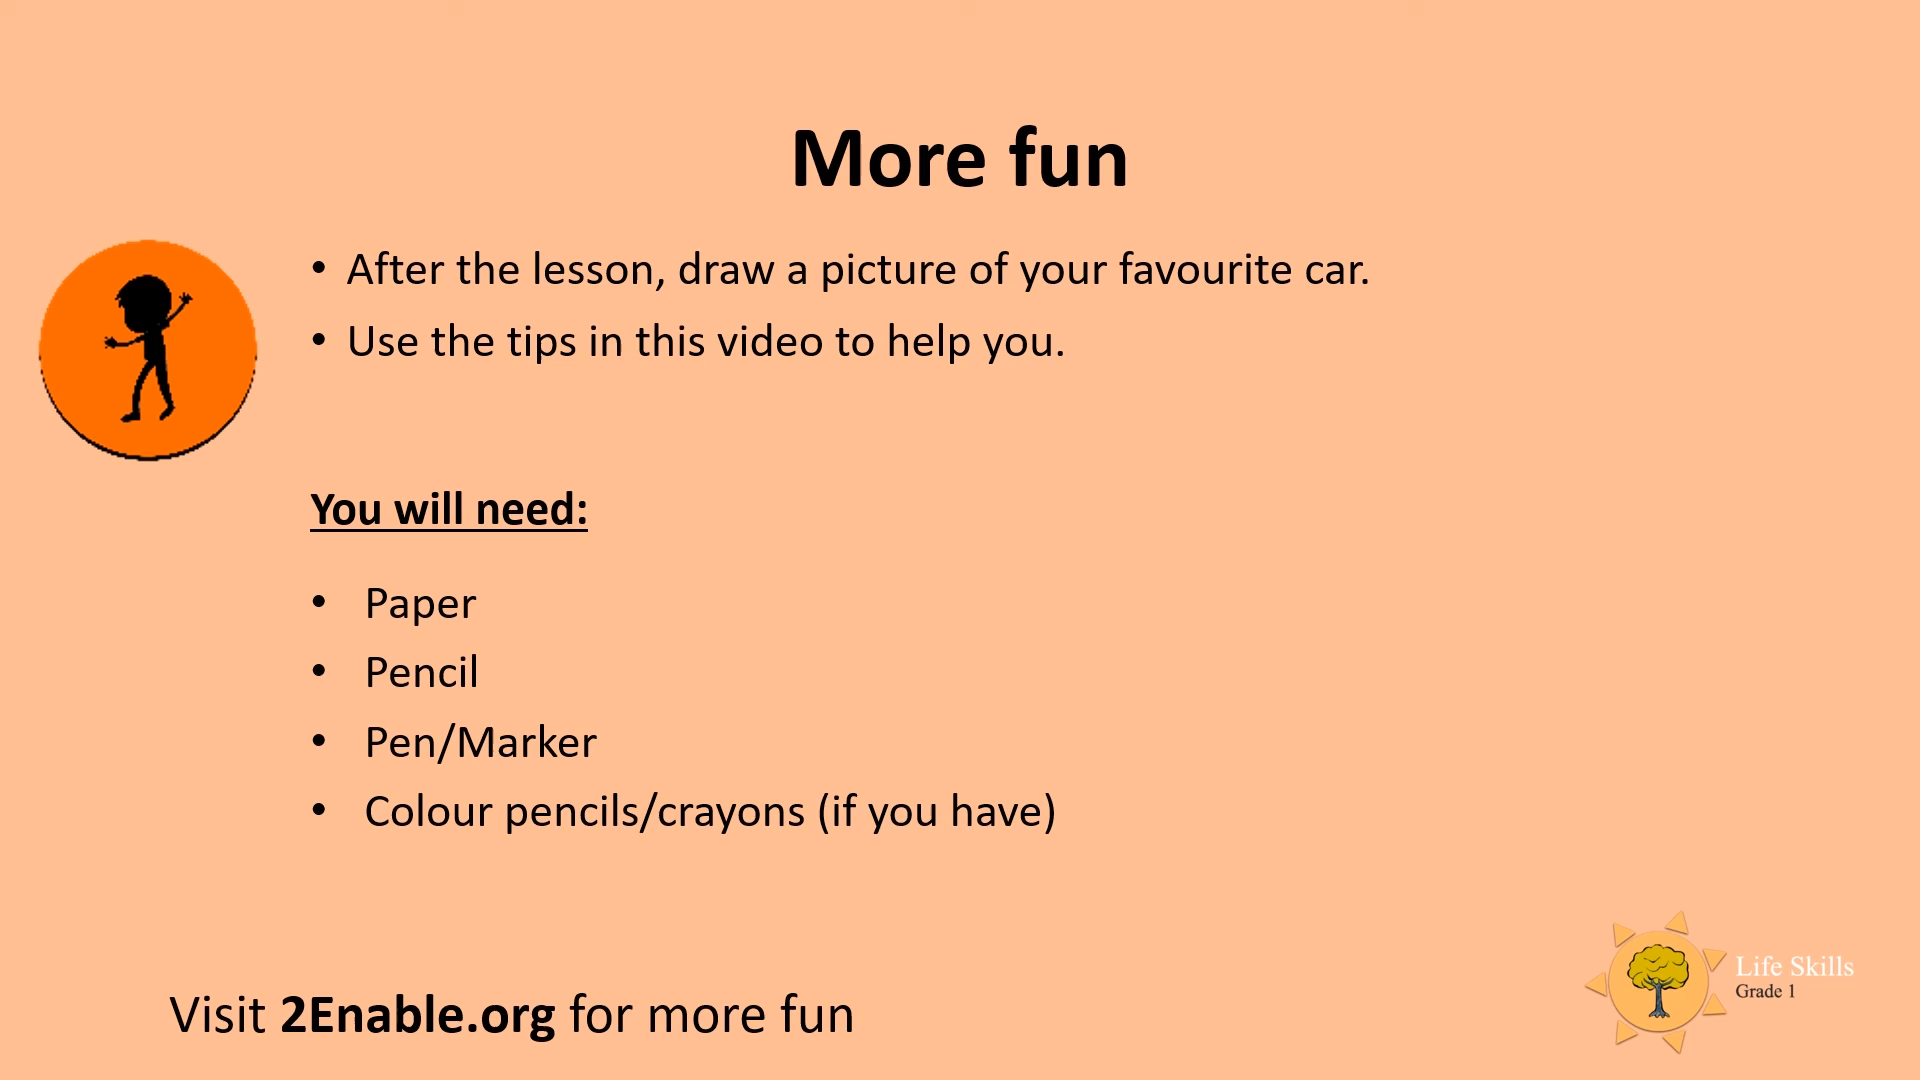 More fun
• After the lesson, draw a picture of your favourite car.
• Use the tips in this video to help you.
You will need:
• Paper
• Pencil
• Pen/Marker
• Colour pencils/crayons (if you have)
Life Skills
Grade 1
Visit 2Enable.org for more fun